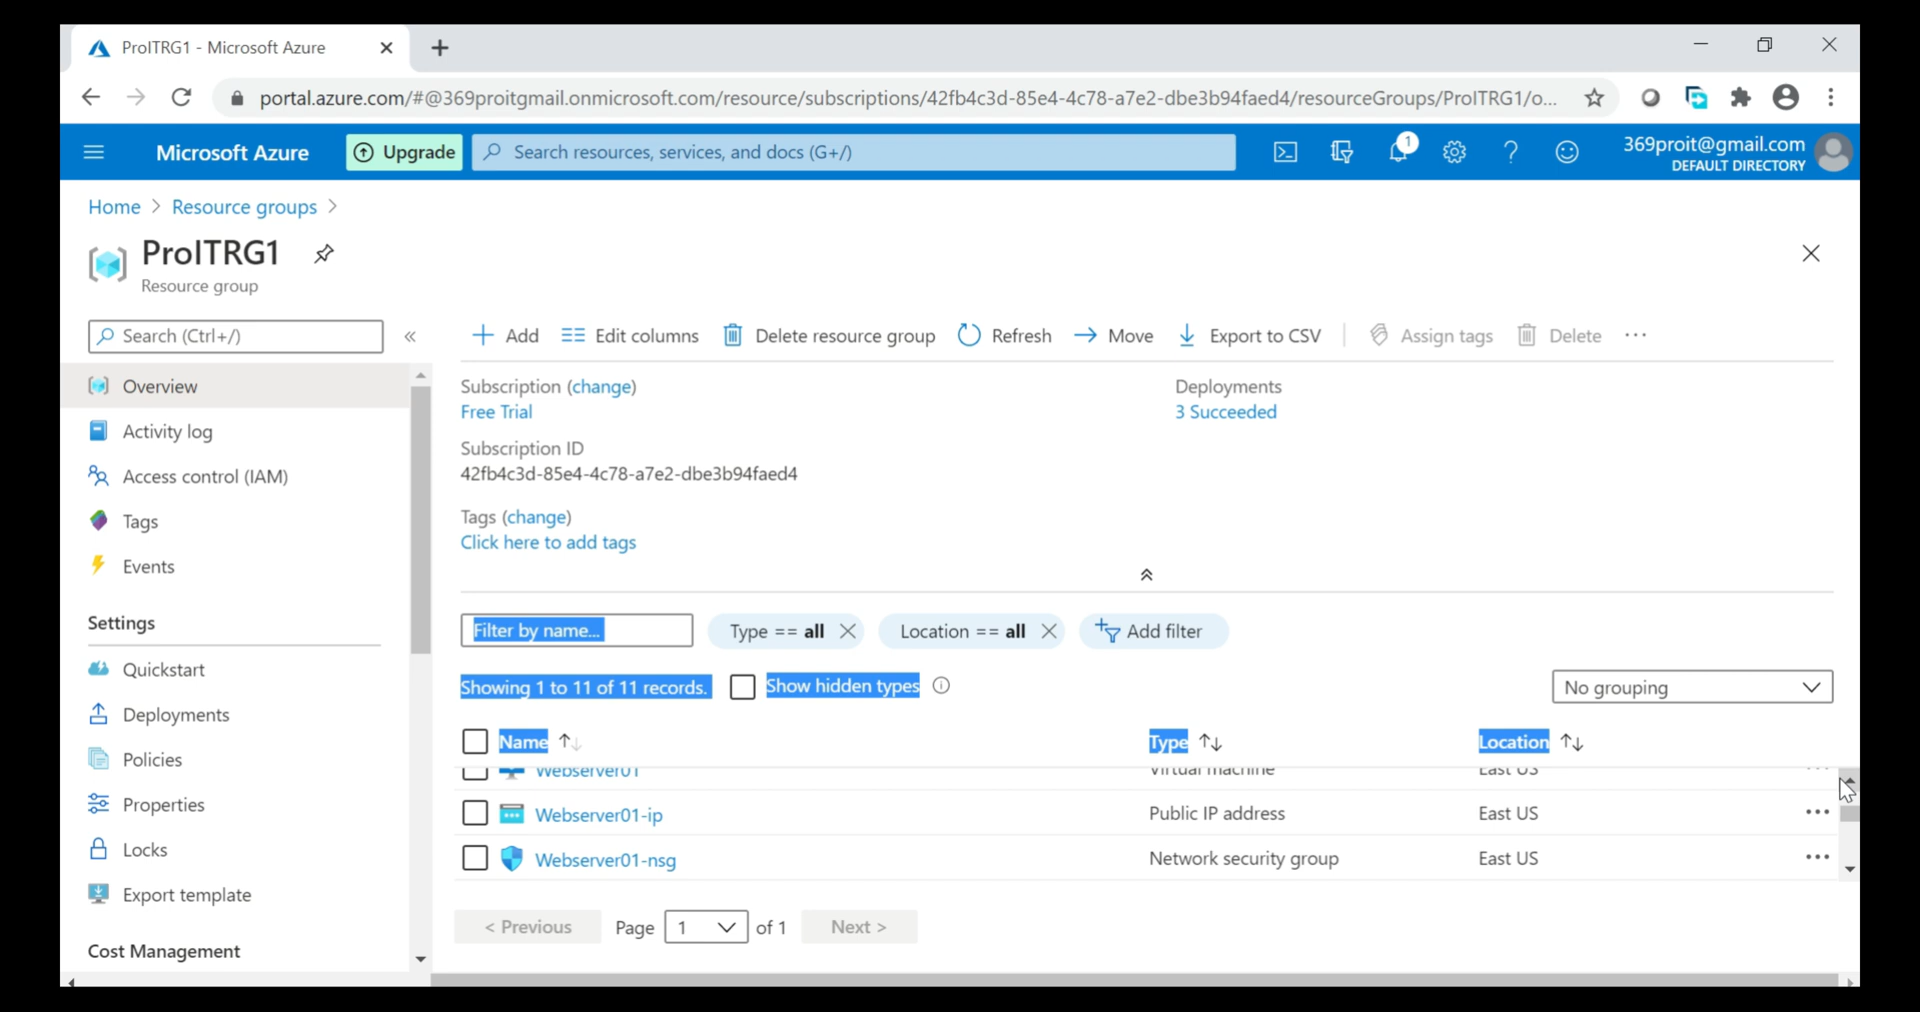 ProITRG1 - Microsoft Azure
portal.azure.com/#@369proitgmail.onmicrosoft.com/resource/subscriptions/42fb4c3d-85e4-4c78-a7e2-dbe3b94faed4/resourceGroups/ProITRG1/o...
Microsoft Azure Upgrade Search resources, services, and docs (G+/) 1 369proit@gmail.com
DEFAULT DIRECTORY
Home > Resource groups >
ProITRG1
Resource group
Search (Ctrl+/) « + Add Edit columns Delete resource group Refresh Move Export to CSV Assign tags Delete ...
Overview
Activity log
Access control (IAM)
Tags
Events
Settings
Quickstart
Deployments
Policies
Properties
Locks
Export template
Cost Management
Subscription (change) Deployments
Free Trial 3 Succeeded
Subscription ID
42fb4c3d-85e4-4c78-a7e2-dbe3b94faed4
Tags (change)
Click here to add tags
Filter by name... Type == all Location == all Add filter
Showing 1 to 11 of 11 records. Show hidden types No grouping
Name Type Location
Webserver01 Virtual machine East US
Webserver01-ip Public IP address East US
Webserver01-nsg Network security group East US
< Previous Page 1 of 1 Next >